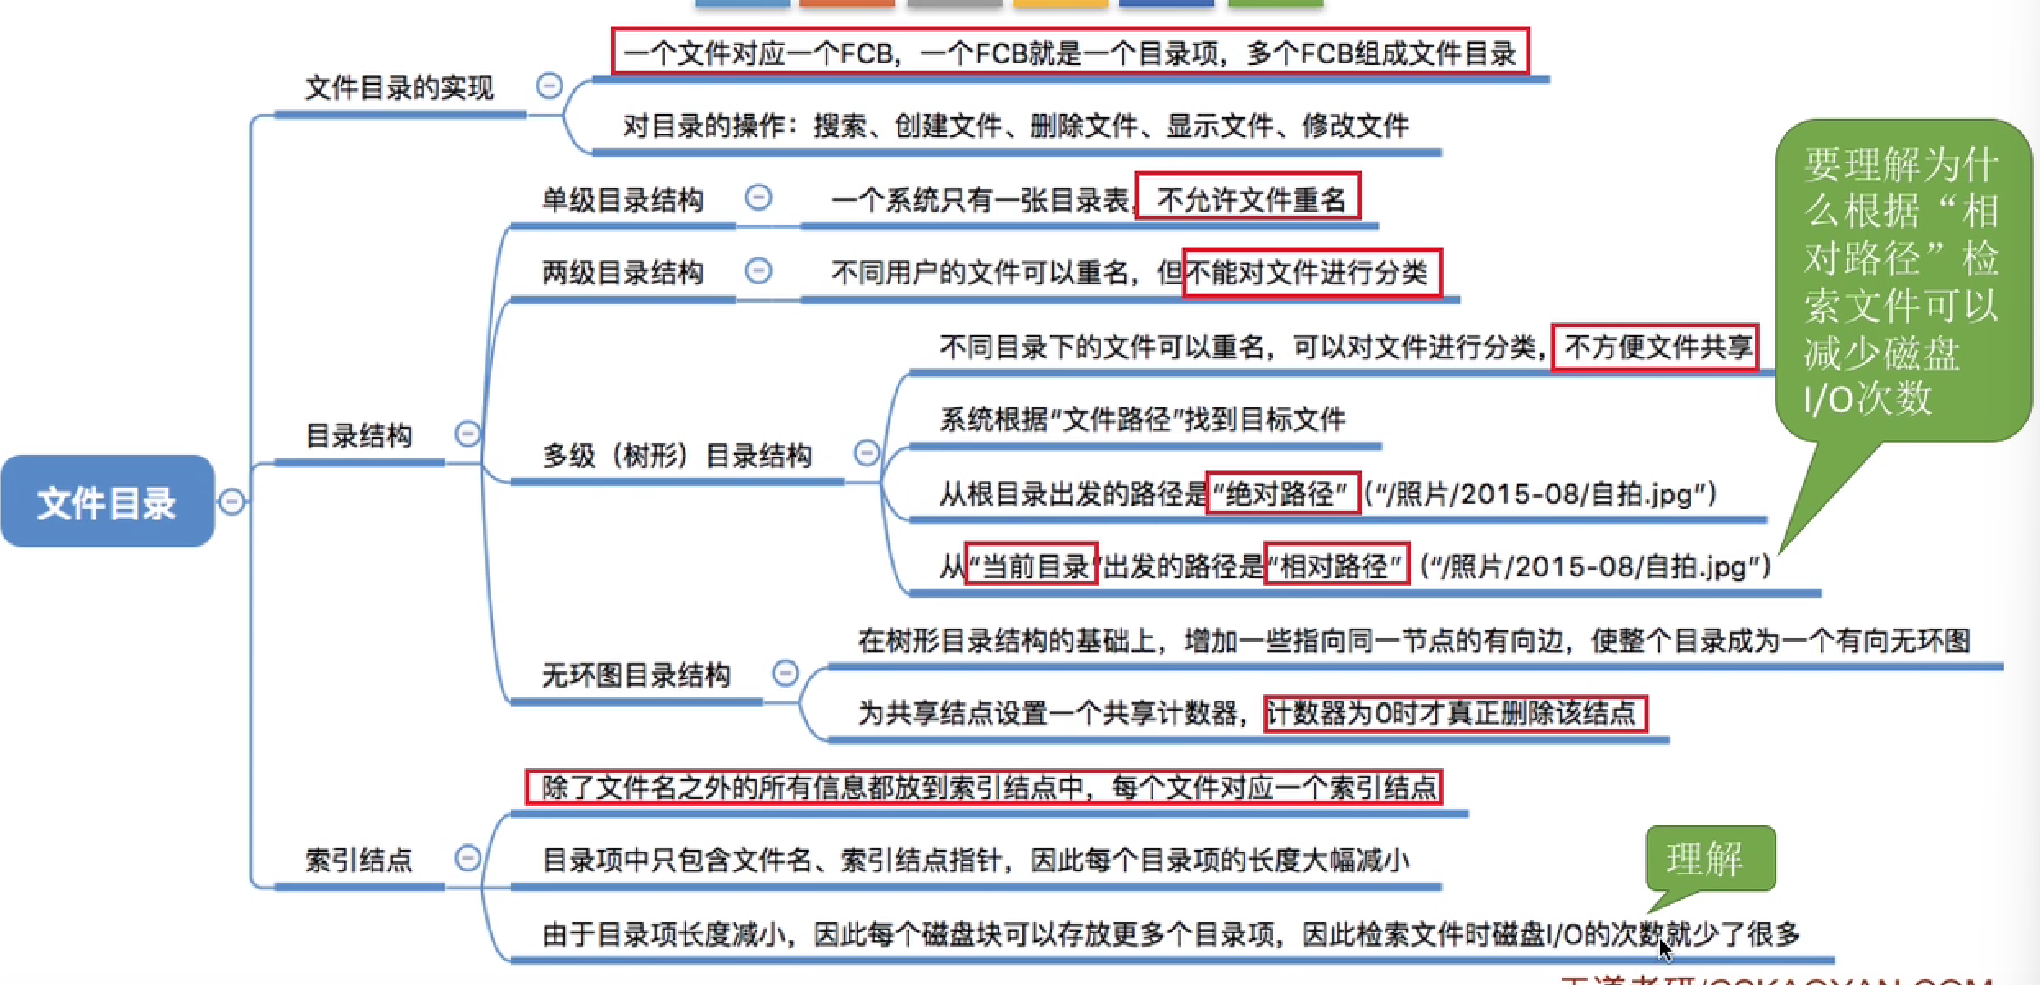 一个文件对应一个FCB，一个FCB就是一个目录项，多个FCB组成文件目录
文件目录的实现
对目录的操作：搜索、创建文件、删除文件、显示文件、修改文件
单级目录结构
一个系统只有一张目录表，不允许文件重名
两级目录结构
不同用户的文件可以重名，但不能对文件进行分类
不同目录下的文件可以重名，可以对文件进行分类，不方便文件共享
系统根据“文件路径”找到目标文件
目录结构
多级（树形）目录结构
从根目录出发的路径是“绝对路径”（“/照片/2015-08/自拍.jpg”）
从“当前目录”出发的路径是“相对路径”（“/照片/2015-08/自拍.jpg”）
要理解为什
么根据“相
对路径”检
索文件可以
减少磁盘
I/O次数
文件目录
在树形目录结构的基础上，增加一些指向同一节点的有向边，使整个目录成为一个有向无环图
无环图目录结构
为共享结点设置一个共享计数器，计数器为0时才真正删除该结点
除了文件名之外的所有信息都放到索引结点中，每个文件对应一个索引结点
索引结点
目录项中只包含文件名、索引结点指针，因此每个目录项的长度大幅减小
理解
由于目录项长度减小，因此每个磁盘块可以存放更多个目录项，因此检索文件时磁盘I/O的次数就少了很多
王道考研/CSKAOYAN.COM